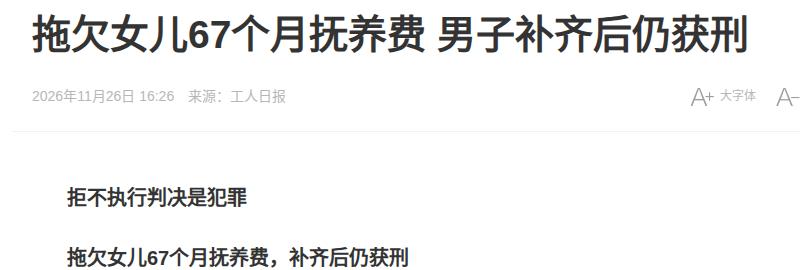 拖欠女儿67个月抚养费 男子补齐后仍获刑
2026年11月26日 16:26 来源：工人日报 A+ 大字体 A-
拒不执行判决是犯罪
拖欠女儿67个月抚养费，补齐后仍获刑